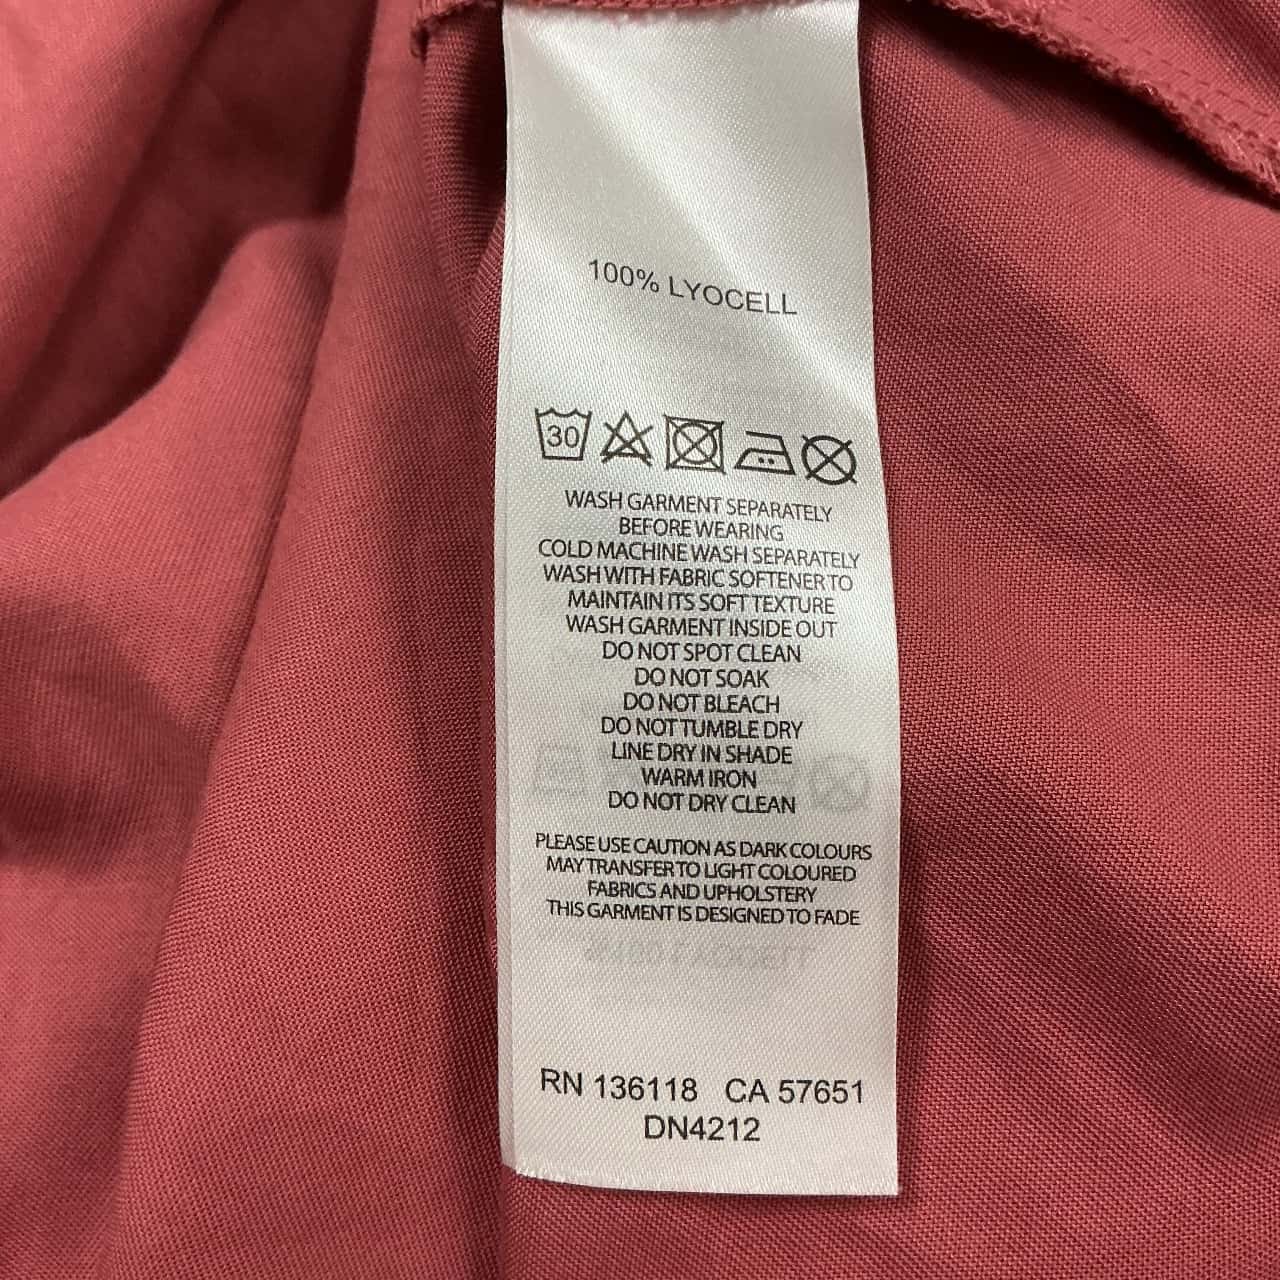 100% LYOCELL
30
WASH GARMENT SEPARATELY
BEFORE WEARING
COLD MACHINE WASH SEPARATELY
WASH WITH FABRIC SOFTENER TO
MAINTAIN ITS SOFT TEXTURE
WASH GARMENT INSIDE OUT
DO NOT SPOT CLEAN
DO NOT SOAK
DO NOT BLEACH
DO NOT TUMBLE DRY
LINE DRY IN SHADE
WARM IRON
DO NOT DRY CLEAN
PLEASE USE CAUTION AS DARK COLOURS
MAY TRANSFER TO LIGHT COLOURED
FABRICS AND UPHOLSTERY
THIS GARMENT IS DESIGNED TO FADE
RN 136118 CA 57651
DN4212